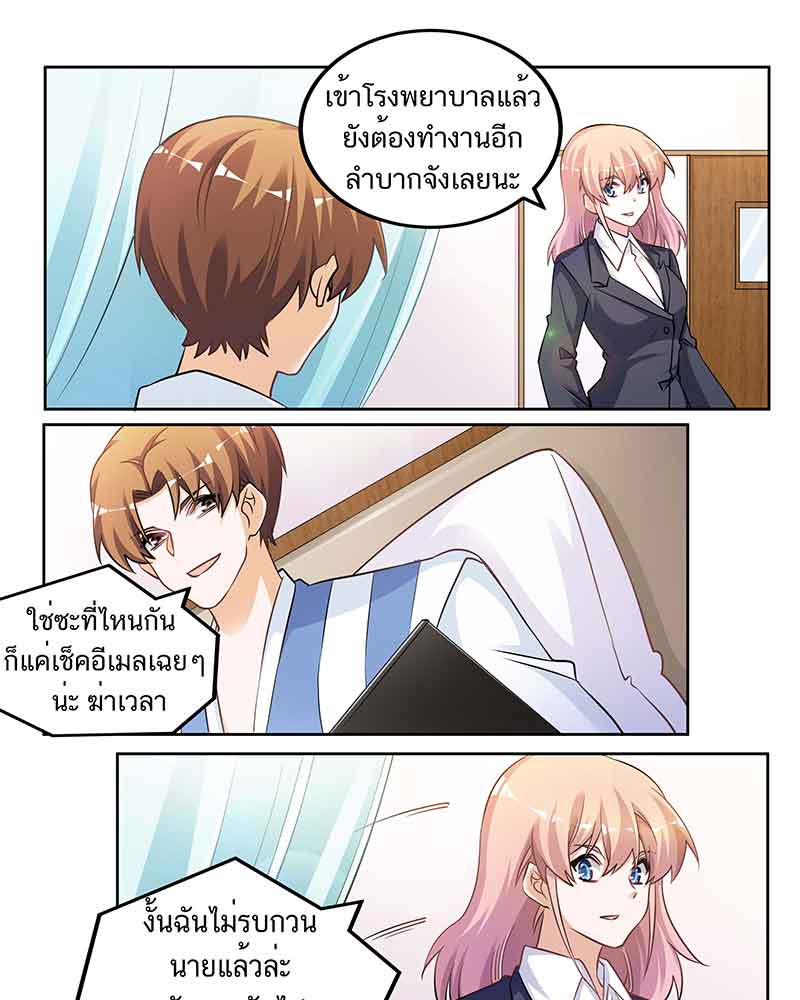 เข้าโรงพยาบาลแล้ว
ยังต้องทำงานอีก
ลำบากจังเลยนะ
ใช่ซะที่ไหนกัน
ก็แค่เช็คอีเมลเฉยๆ
น่ะ ฆ่าเวลา
งั้นฉันไม่รบกวน
นายแล้วล่ะ